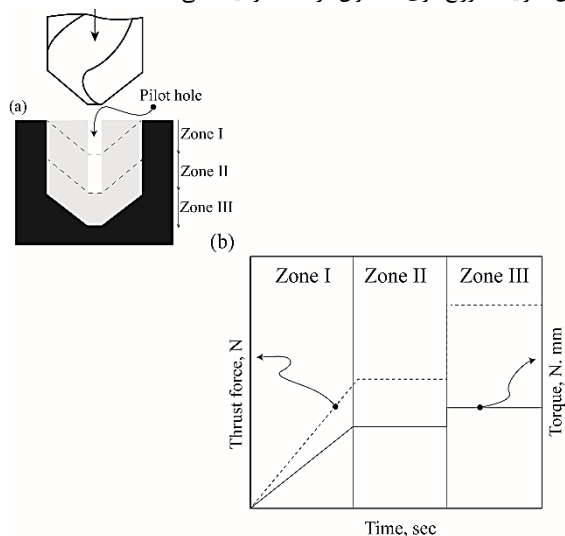 Pilot hole
(a)
Zone I
Zone II
Zone III
(b)
Zone I Zone II Zone III
Thrust force, N
Torque, N. mm
Time, sec